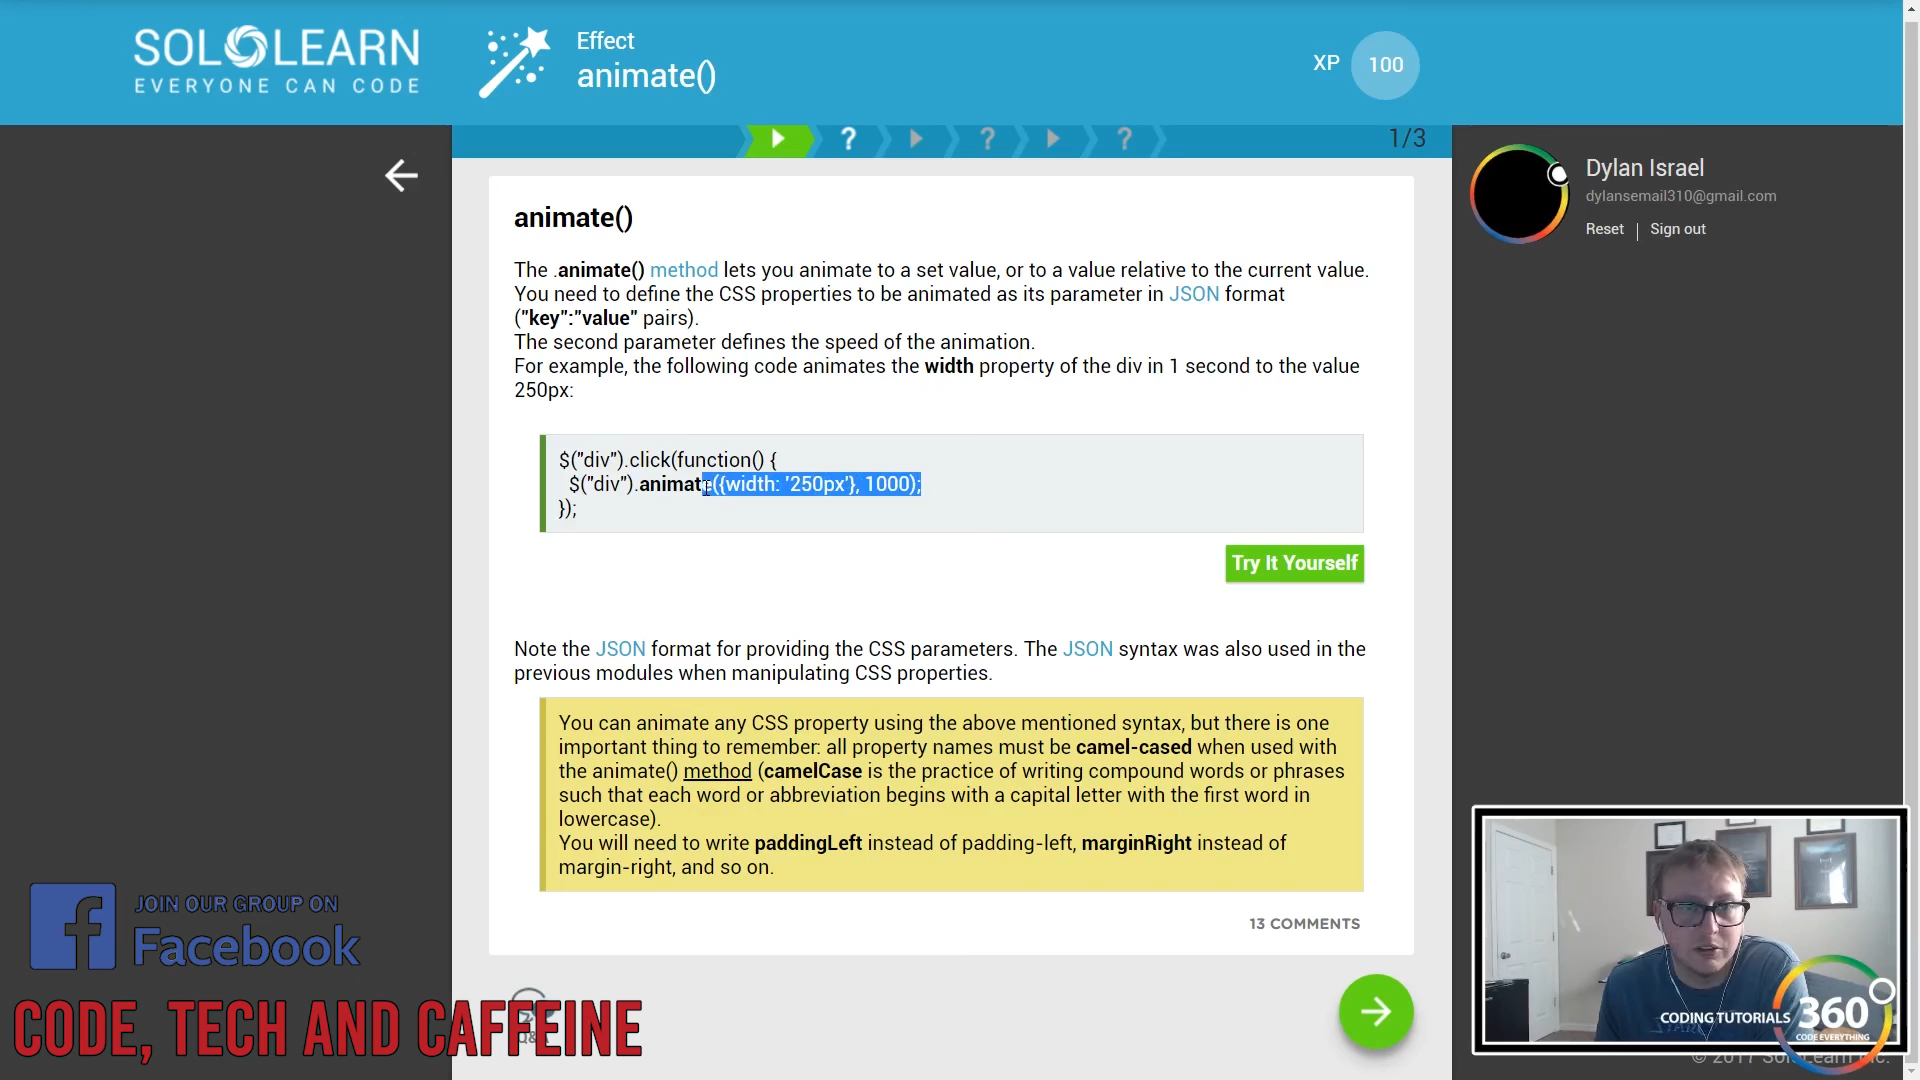 SOLOLEARN
EVERYONE CAN CODE
Effect
animate()
XP 100
? ? ?
1/3
Dylan Israel
dylansemail310@gmail.com
Reset | Sign out
animate()
The .animate() method lets you animate to a set value, or to a value relative to the current value.
You need to define the CSS properties to be animated as its parameter in JSON format
("key":"value" pairs).
The second parameter defines the speed of the animation.
For example, the following code animates the width property of the div in 1 second to the value
250px:
$("div").click(function() {
$("div").animate({width: '250px'}, 1000);
});
Try It Yourself
Note the JSON format for providing the CSS parameters. The JSON syntax was also used in the
previous modules when manipulating CSS properties.
You can animate any CSS property using the above mentioned syntax, but there is one
important thing to remember: all property names must be camel-cased when used with
the animate() method (camelCase is the practice of writing compound words or phrases
such that each word or abbreviation begins with a capital letter with the first word in
lowercase).
You will need to write paddingLeft instead of padding-left, marginRight instead of
margin-right, and so on.
13 COMMENTS
JOIN OUR GROUP ON
Facebook
CODE, TECH AND CAFFEINE
Q&A
CODING TUTORIALS 360
CODE EVERYTHING
© 2017 SoloLearn Inc.